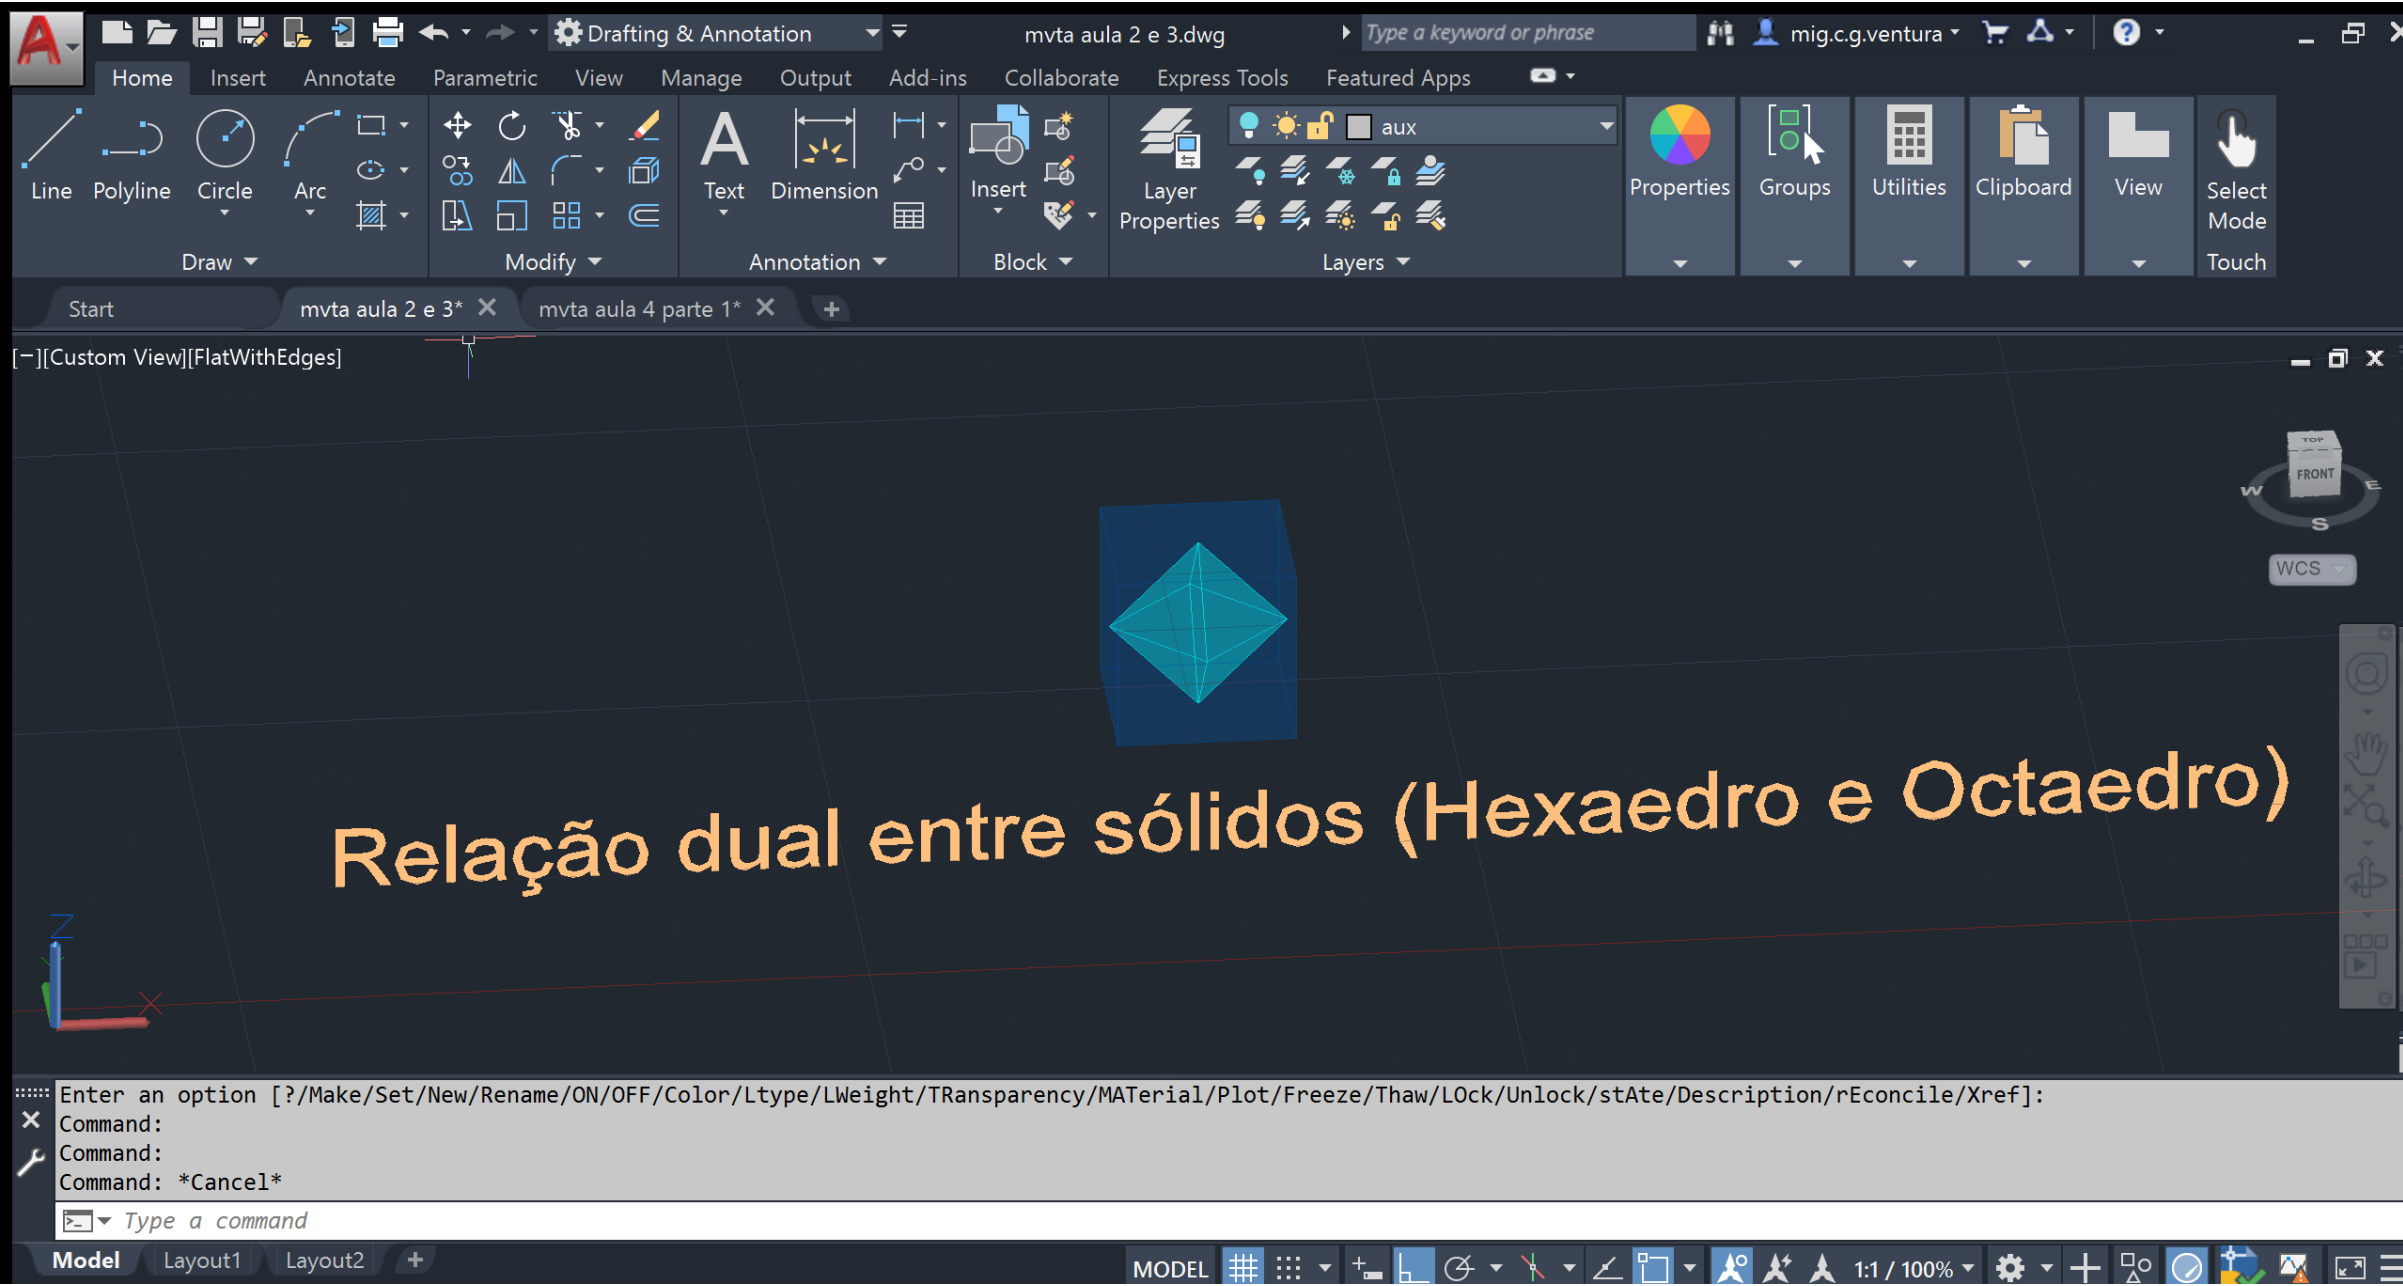 Drafting & Annotation
mvta aula 2 e 3.dwg
Type a keyword or phrase
mig.c.g.ventura
Home Insert Annotate Parametric View Manage Output Add-ins Collaborate Express Tools Featured Apps
aux
Line Polyline Circle Arc
Text Dimension
Insert
Layer Properties
Properties Groups Utilities Clipboard View
Select Mode
Draw Modify Annotation Block Layers Touch
Start mvta aula 2 e 3* mvta aula 4 parte 1*
[−][Custom View][FlatWithEdges]
TOP
FRONT
W E
S
WCS
Relação dual entre sólidos (Hexaedro e Octaedro)
Z
X
Enter an option [?/Make/Set/New/Rename/ON/OFF/Color/Ltype/LWeight/TRansparency/MATerial/Plot/Freeze/Thaw/LOck/Unlock/stAte/Description/rEconcile/Xref]:
Command:
Command:
Command: *Cancel*
Type a command
Model Layout1 Layout2 +
MODEL 1:1 / 100%